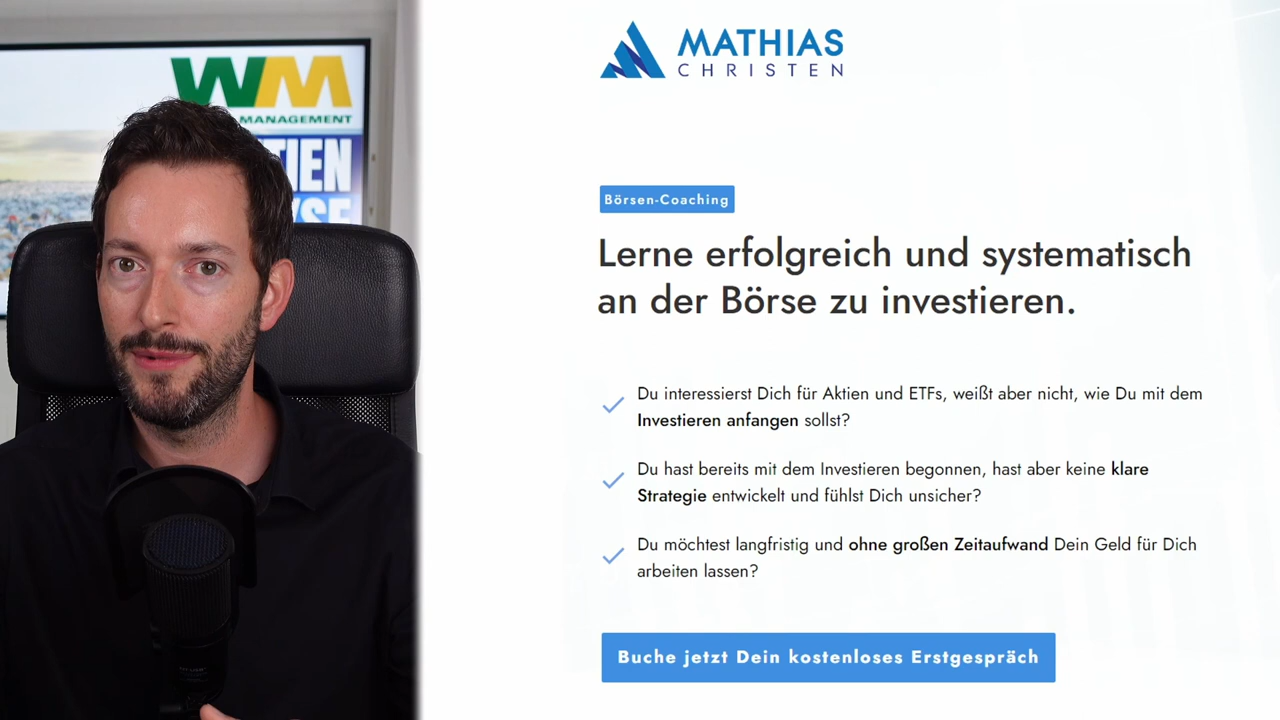 WM
MANAGEMENT
MATHIAS
CHRISTEN
Börsen-Coaching
Lerne erfolgreich und systematisch
an der Börse zu investieren.
Du interessierst Dich für Aktien und ETFs, weißt aber nicht, wie Du mit dem
Investieren anfangen sollst?
Du hast bereits mit dem Investieren begonnen, hast aber keine klare
Strategie entwickelt und fühlst Dich unsicher?
Du möchtest langfristig und ohne großen Zeitaufwand Dein Geld für Dich
arbeiten lassen?
Buche jetzt Dein kostenloses Erstgespräch